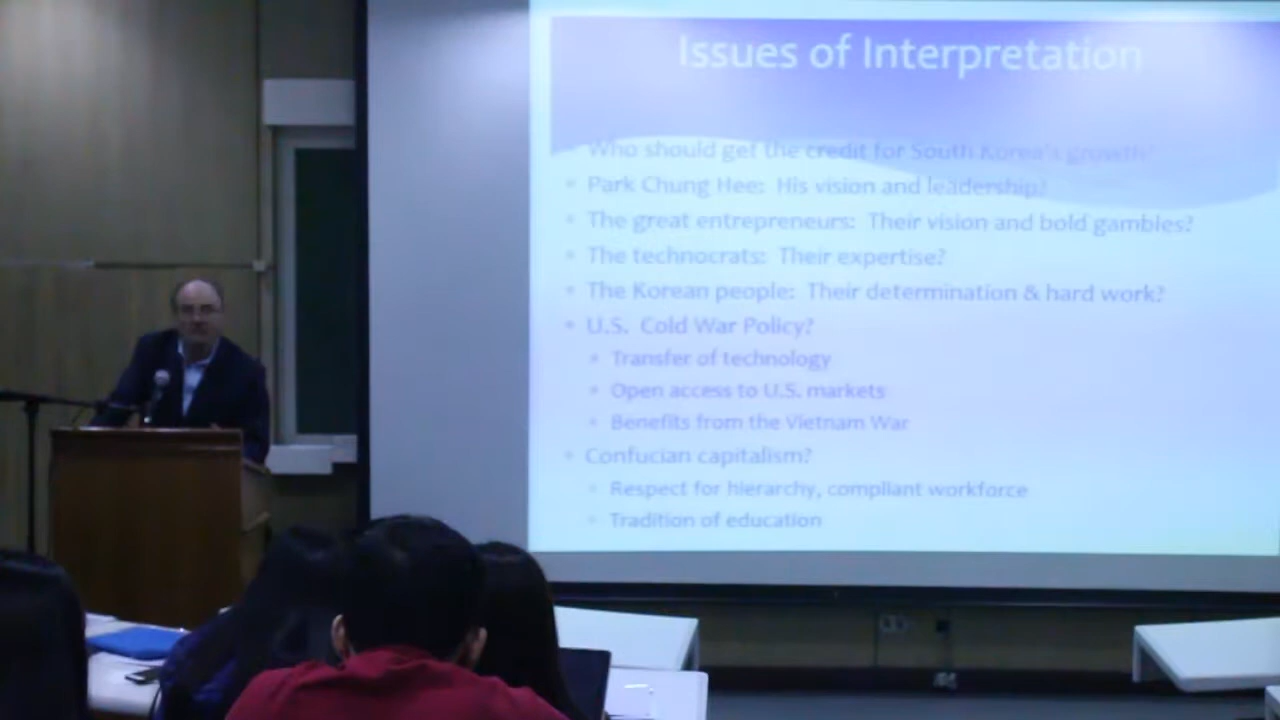 Issues of Interpretation
• Who should get the credit for South Korea's growth?
• Park Chung Hee: His vision and leadership?
• The great entrepreneurs: Their vision and bold gambles?
• The technocrats: Their expertise?
• The Korean people: Their determination & hard work?
• U.S. Cold War Policy?
• Transfer of technology
• Open access to U.S. markets
• Benefits from the Vietnam War
• Confucian capitalism?
• Respect for hierarchy, compliant workforce
• Tradition of education